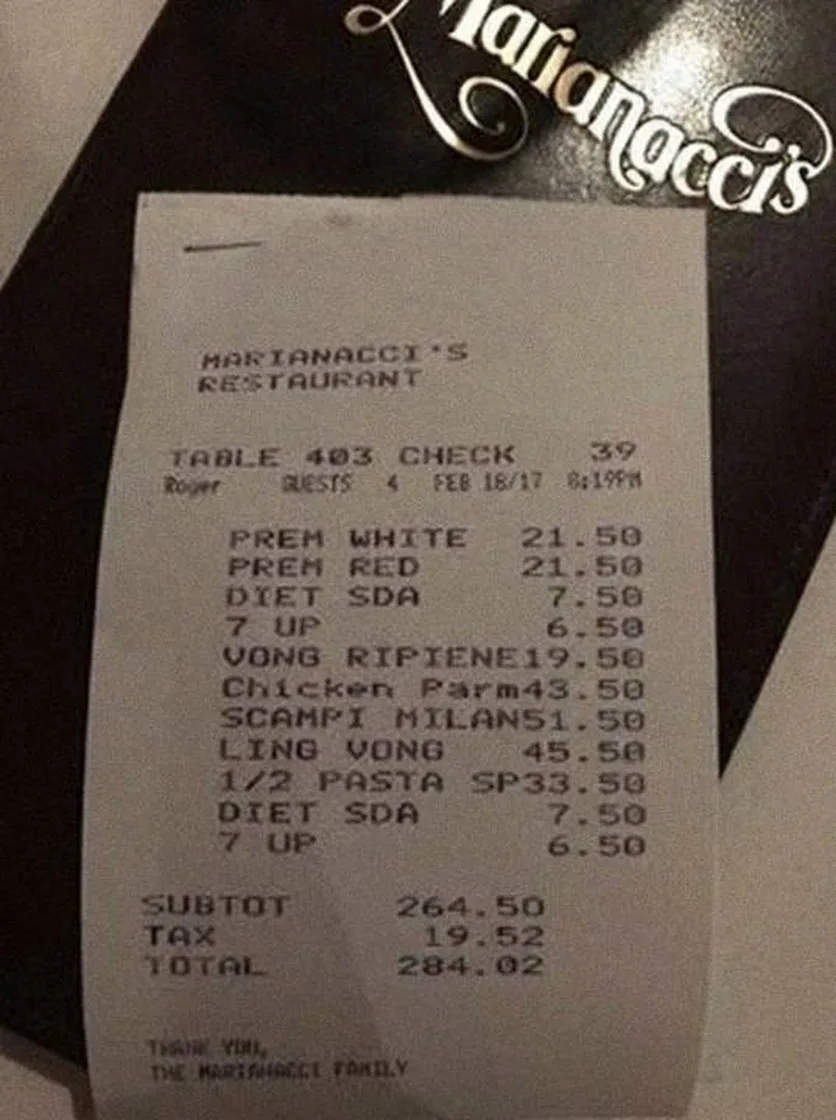 Marianacci's
MARIANACCI'S
RESTAURANT
TABLE 403 CHECK 39
Roger GUESTS 4 FEB 18/17 8:19PM
PREM WHITE 21.50
PREM RED 21.50
DIET SDA 7.50
7 UP 6.50
VONG RIPIENE19.50
Chicken Parm43.50
SCAMPI MILAN51.50
LING VONG 45.50
1/2 PASTA SP33.50
DIET SDA 7.50
7 UP 6.50
SUBTOT 264.50
TAX 19.52
TOTAL 284.02
THANK YOU,
THE MARIANACCI FAMILY